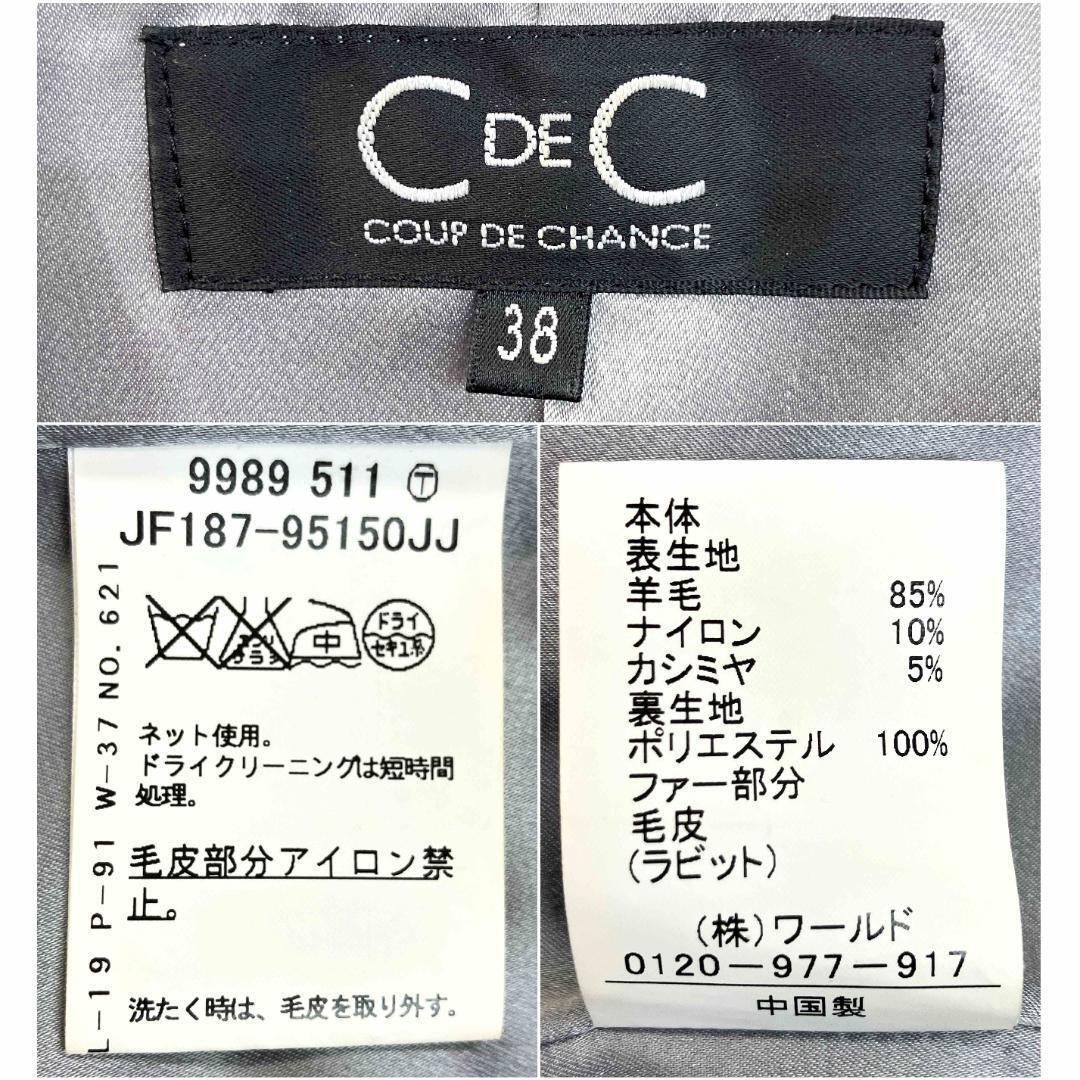 C DE C
COUP DE CHANCE
38
9989 511 Ⓣ
JF187-95150JJ
中
ドライ
セキユ系
ネット使用。
ドライクリーニングは短時間
処理。
毛皮部分アイロン禁
止。
洗たく時は、毛皮を取り外す。
L-19 P-91 W-37 NO. 621
本体
表生地
羊毛 85%
ナイロン 10%
カシミヤ 5%
裏生地
ポリエステル 100%
ファー部分
毛皮
(ラビット)
(株)ワールド
0120-977-917
中国製